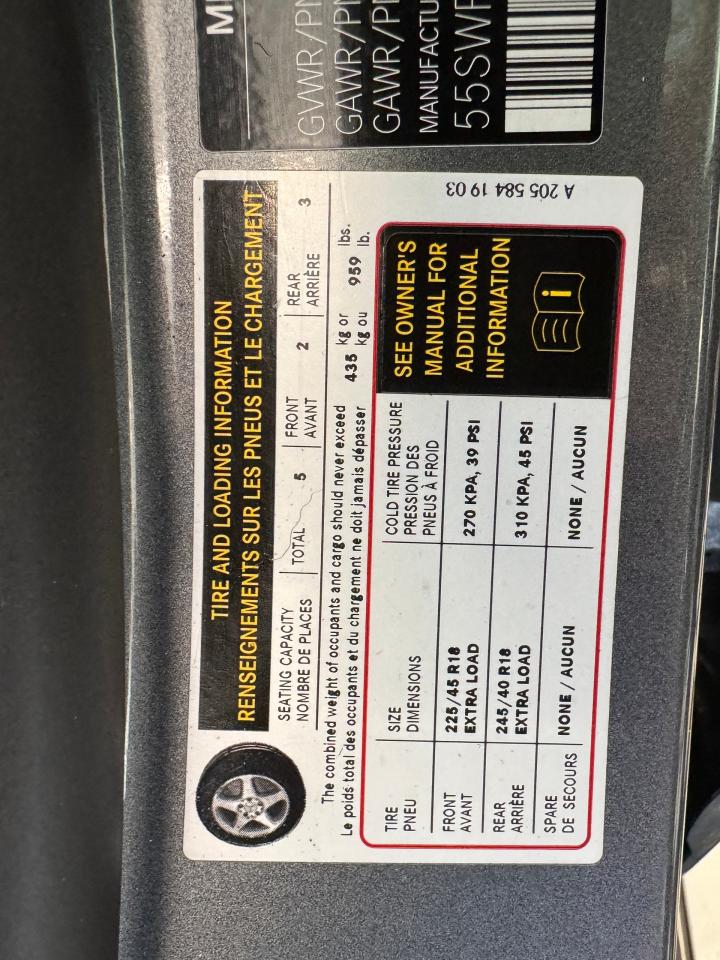 TIRE AND LOADING INFORMATION
RENSEIGNEMENTS SUR LES PNEUS ET LE CHARGEMENT
SEATING CAPACITY
NOMBRE DE PLACES
TOTAL 5
FRONT
AVANT
2
REAR
ARRIÈRE
3
The combined weight of occupants and cargo should never exceed 435 kg or 959 lbs.
Le poids total des occupants et du chargement ne doit jamais dépasser kg ou lb.
TIRE
PNEU
SIZE
DIMENSIONS
COLD TIRE PRESSURE
PRESSION DES
PNEUS À FROID
FRONT
AVANT
225/45 R18
EXTRA LOAD
270 KPA, 39 PSI
REAR
ARRIÈRE
245/40 R18
EXTRA LOAD
310 KPA, 45 PSI
SPARE
DE SECOURS
NONE / AUCUN
NONE / AUCUN
SEE OWNER'S
MANUAL FOR
ADDITIONAL
INFORMATION
i
A 205 584 19 03
GVWR/
GAWR/
GAWR/
MANUFACTU
55SW